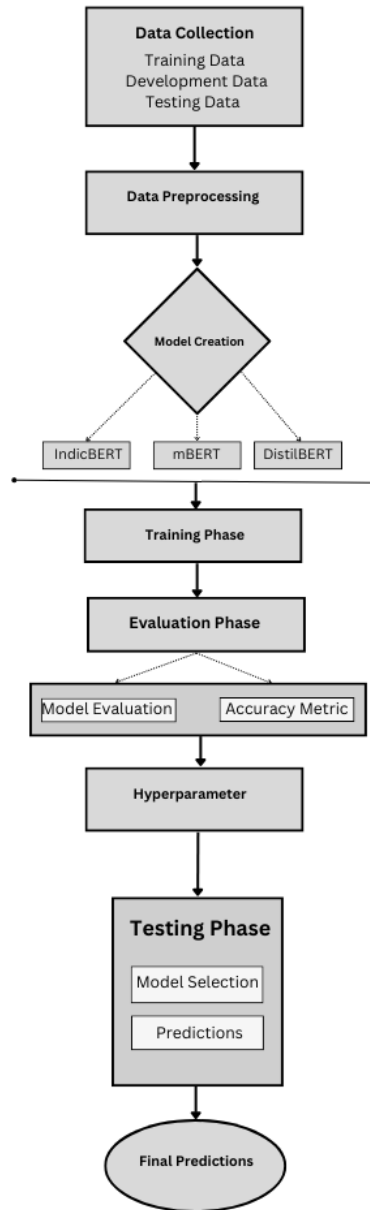 Data Collection
Training Data
Development Data
Testing Data
Data Preprocessing
Model Creation
IndicBERT
mBERT
DistilBERT
Training Phase
Evaluation Phase
Model Evaluation
Accuracy Metric
Hyperparameter
Testing Phase
Model Selection
Predictions
Final Predictions